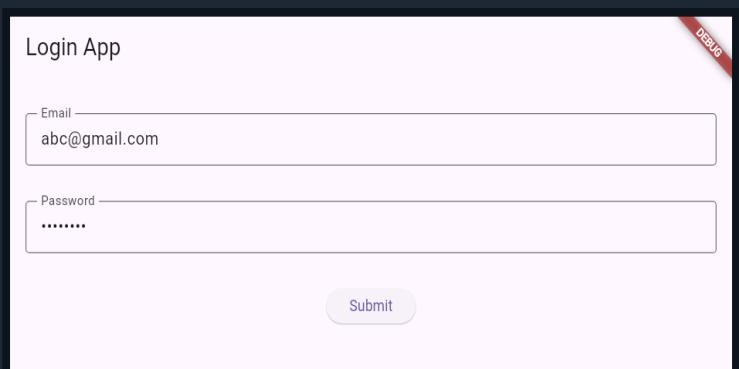 Login App
DEBUG
Email
abc@gmail.com
Password
••••••••
Submit